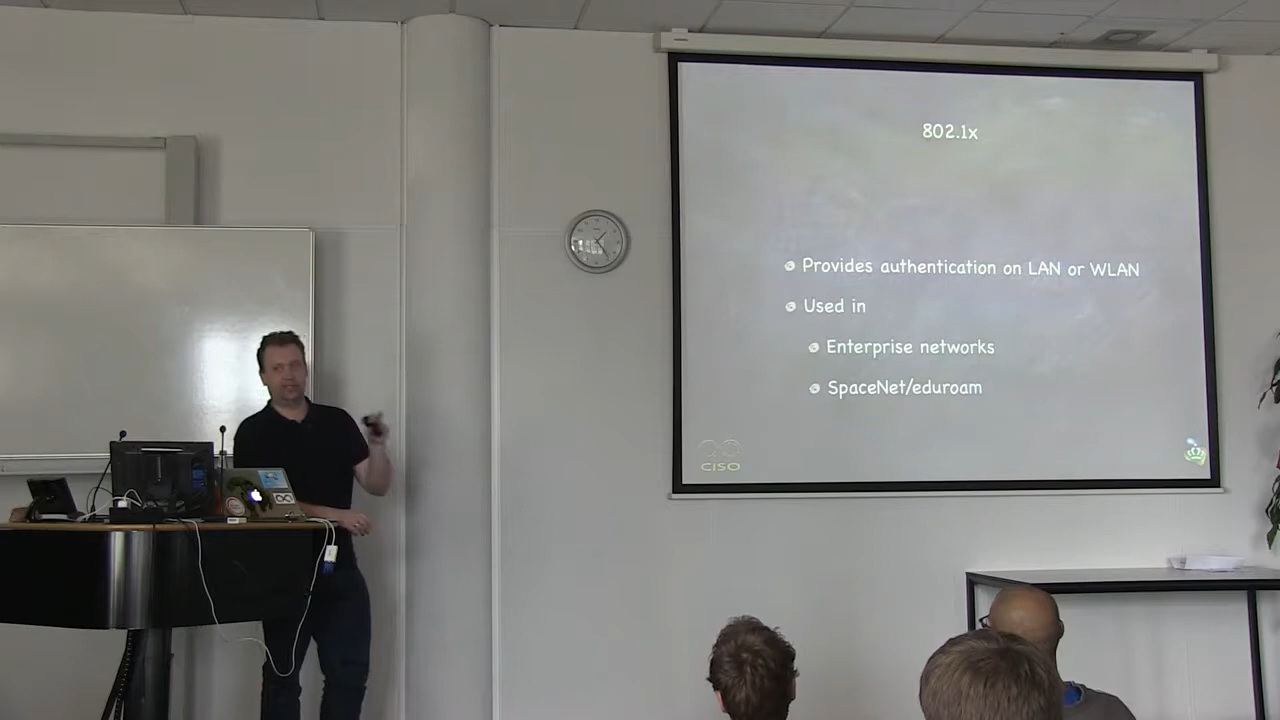 802.1x
Provides authentication on LAN or WLAN
Used in
Enterprise networks
SpaceNet/eduroam
CISO